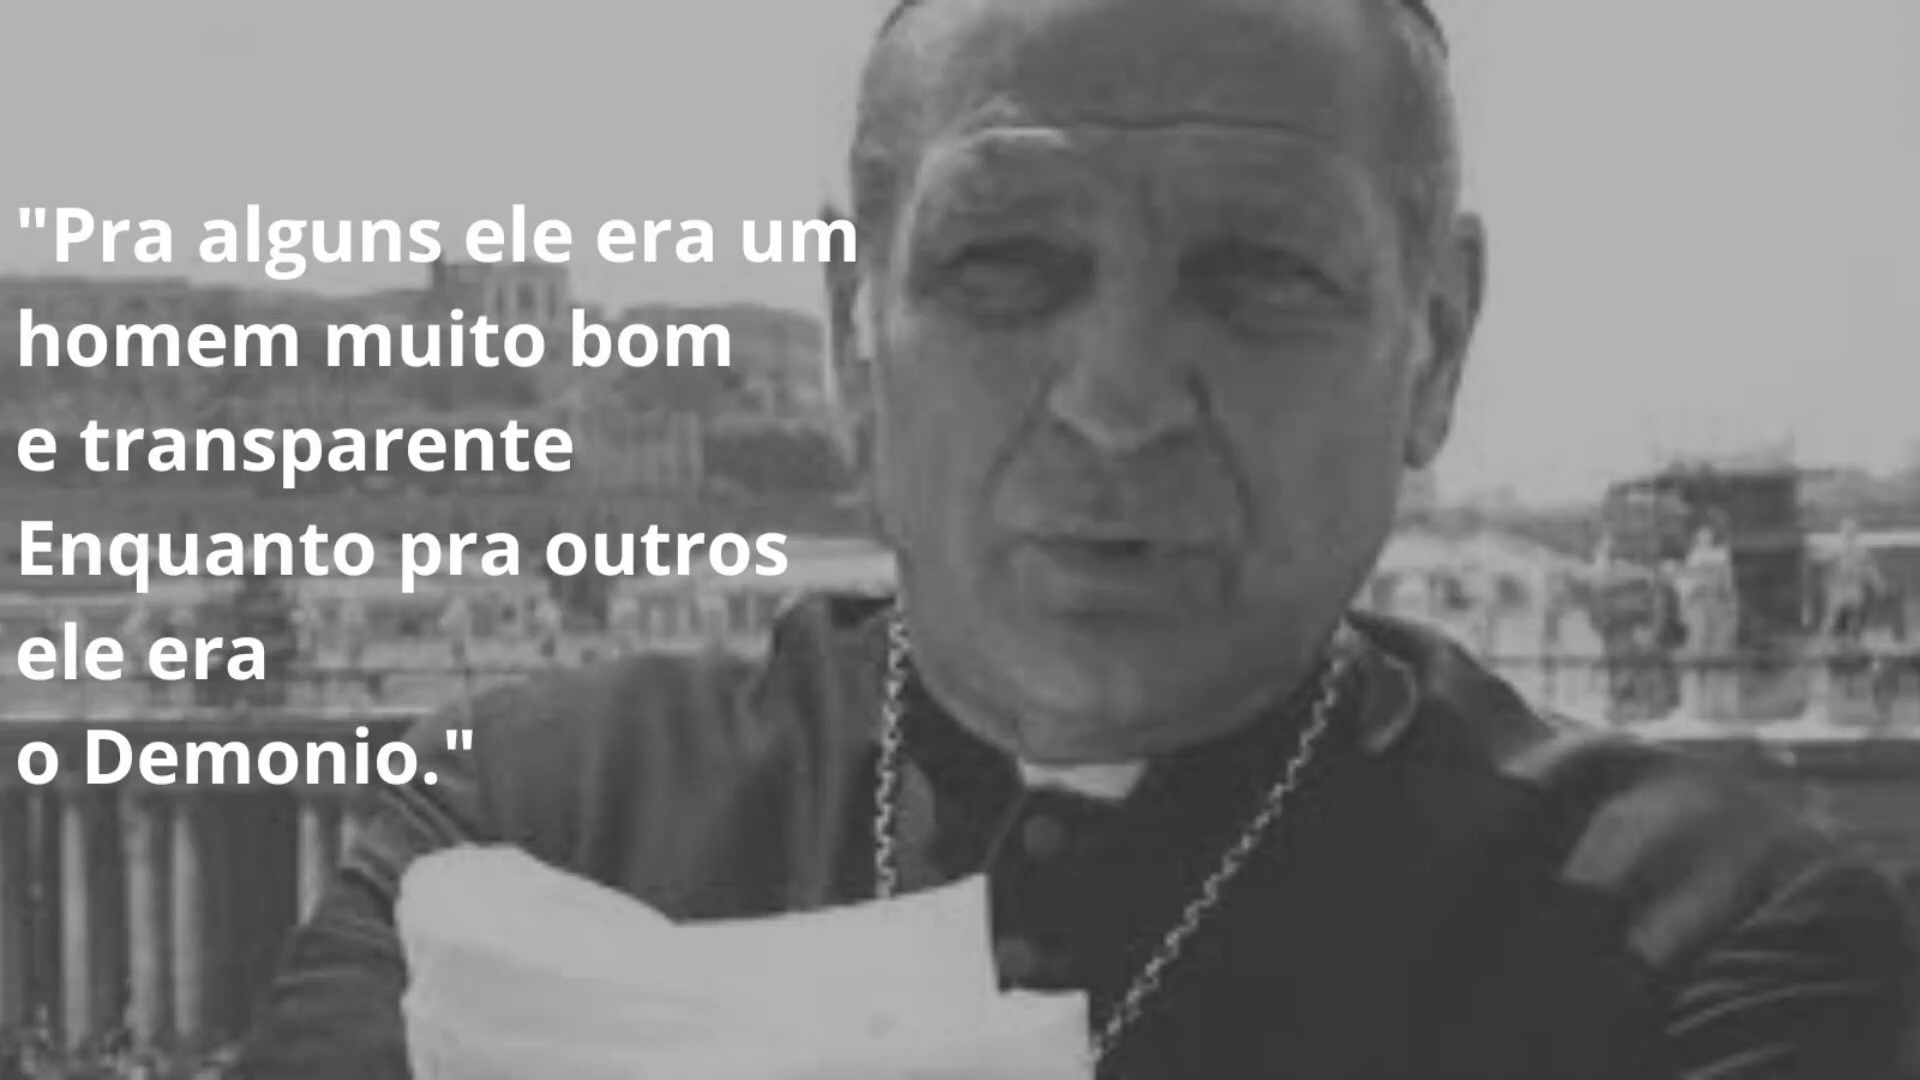 "Pra alguns ele era um
homem muito bom
e transparente
Enquanto pra outros
ele era
o Demonio."